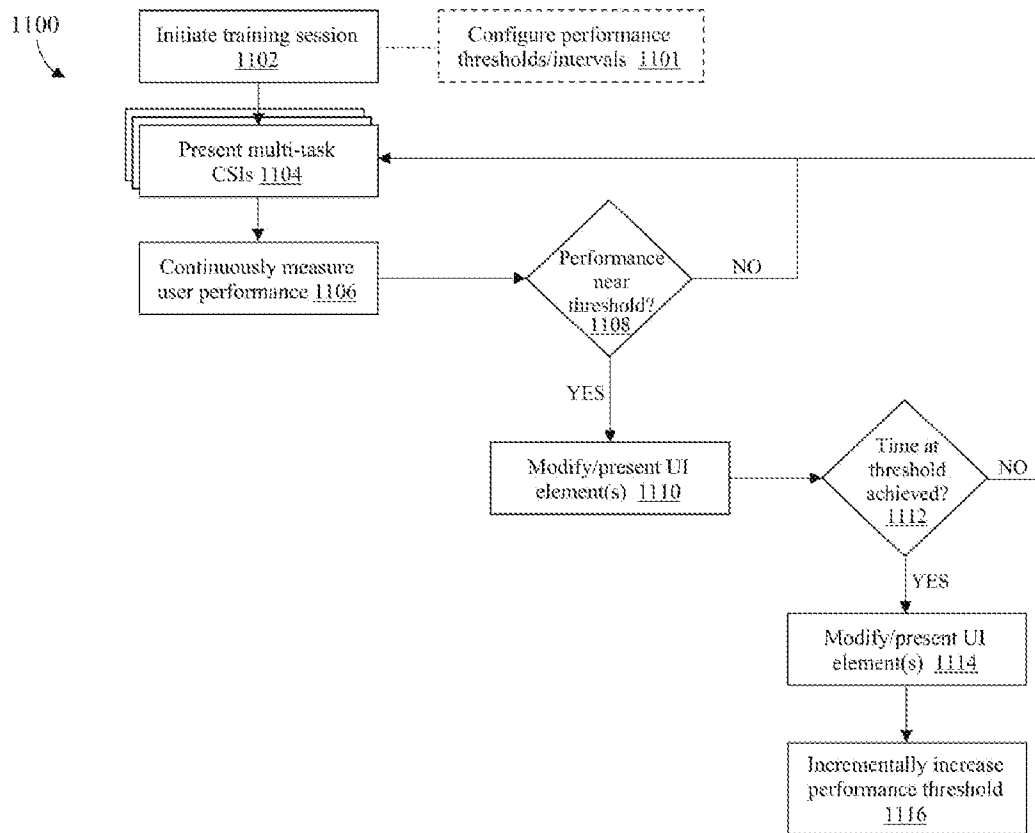 1100
Initiate training session
1102
Configure performance
thresholds/intervals 1101
Present multi-task
CSIs 1104
Continuously measure
user performance 1106
Performance
near
threshold?
1108
NO
YES
Modify/present UI
element(s) 1110
Time at
threshold
achieved?
1112
NO
YES
Modify/present UI
element(s) 1114
Incrementally increase
performance threshold
1116